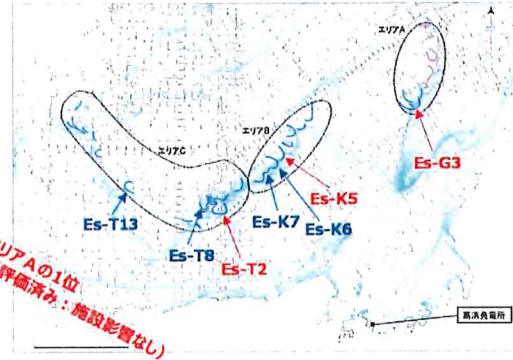 エリアA
エリアB
エリアC
Es-G3
Es-K5
Es-K6
Es-K7
Es-T13
Es-T8
Es-T2
リアAの1位
評価済み：施設影響なし）
高浜発電所